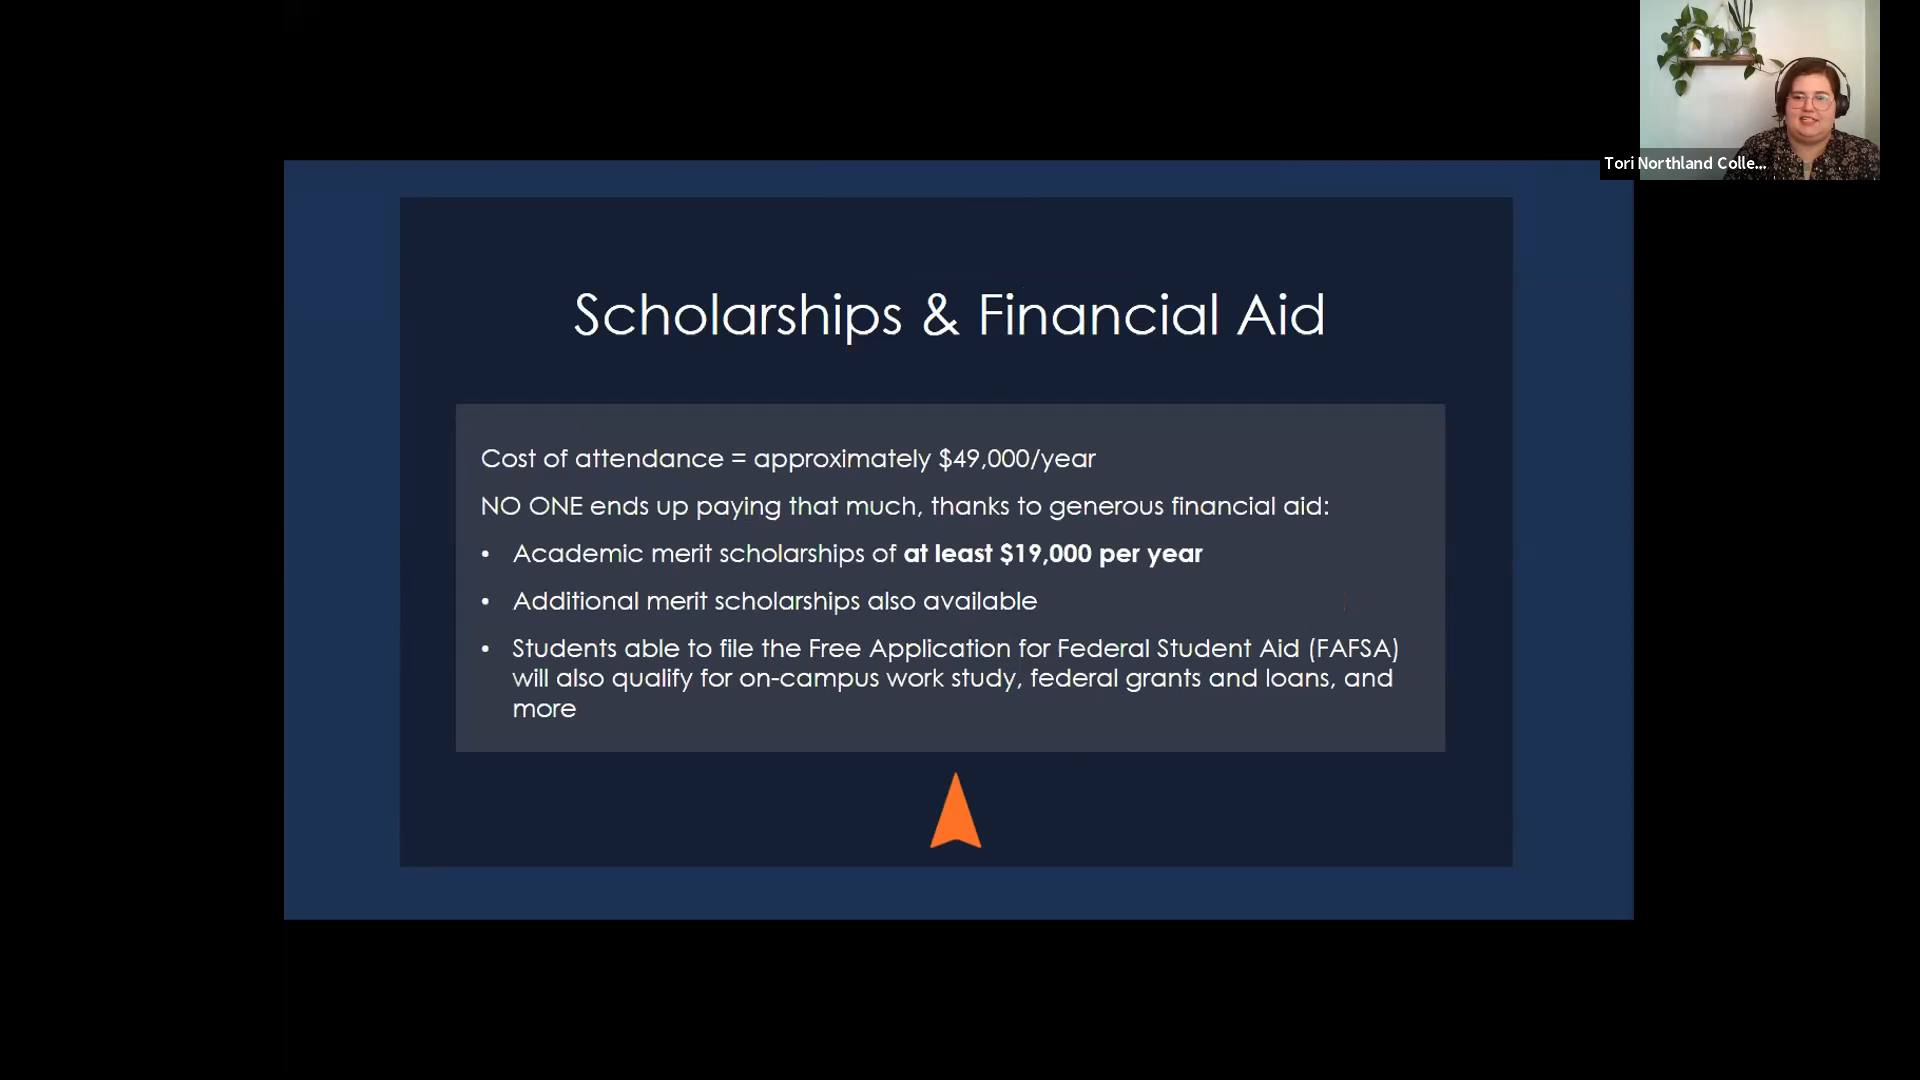 Tori Northland Colle...
Scholarships & Financial Aid
Cost of attendance = approximately $49,000/year
NO ONE ends up paying that much, thanks to generous financial aid:
• Academic merit scholarships of at least $19,000 per year
• Additional merit scholarships also available
• Students able to file the Free Application for Federal Student Aid (FAFSA)
will also qualify for on-campus work study, federal grants and loans, and
more